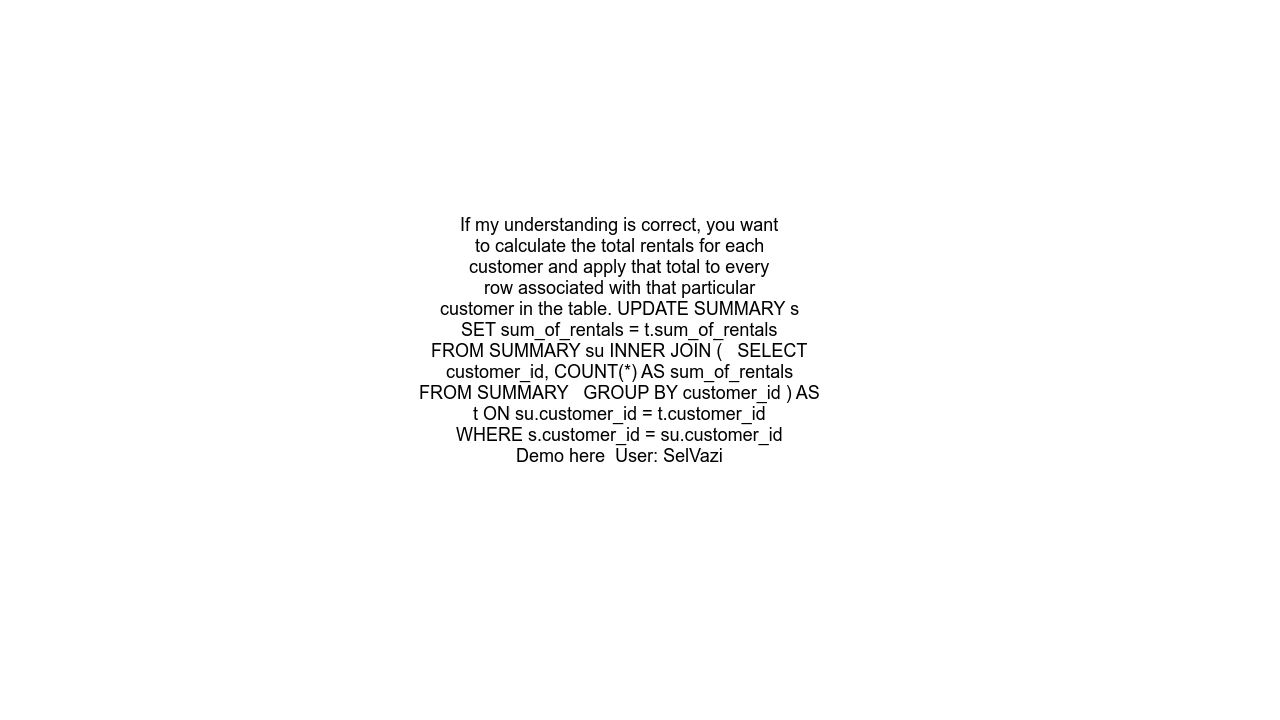 If my understanding is correct, you want
to calculate the total rentals for each
customer and apply that total to every
row associated with that particular
customer in the table. UPDATE SUMMARY s
SET sum_of_rentals = t.sum_of_rentals
FROM SUMMARY su INNER JOIN (   SELECT
customer_id, COUNT(*) AS sum_of_rentals
FROM SUMMARY   GROUP BY customer_id ) AS
t ON su.customer_id = t.customer_id
WHERE s.customer_id = su.customer_id
Demo here  User: SelVazi